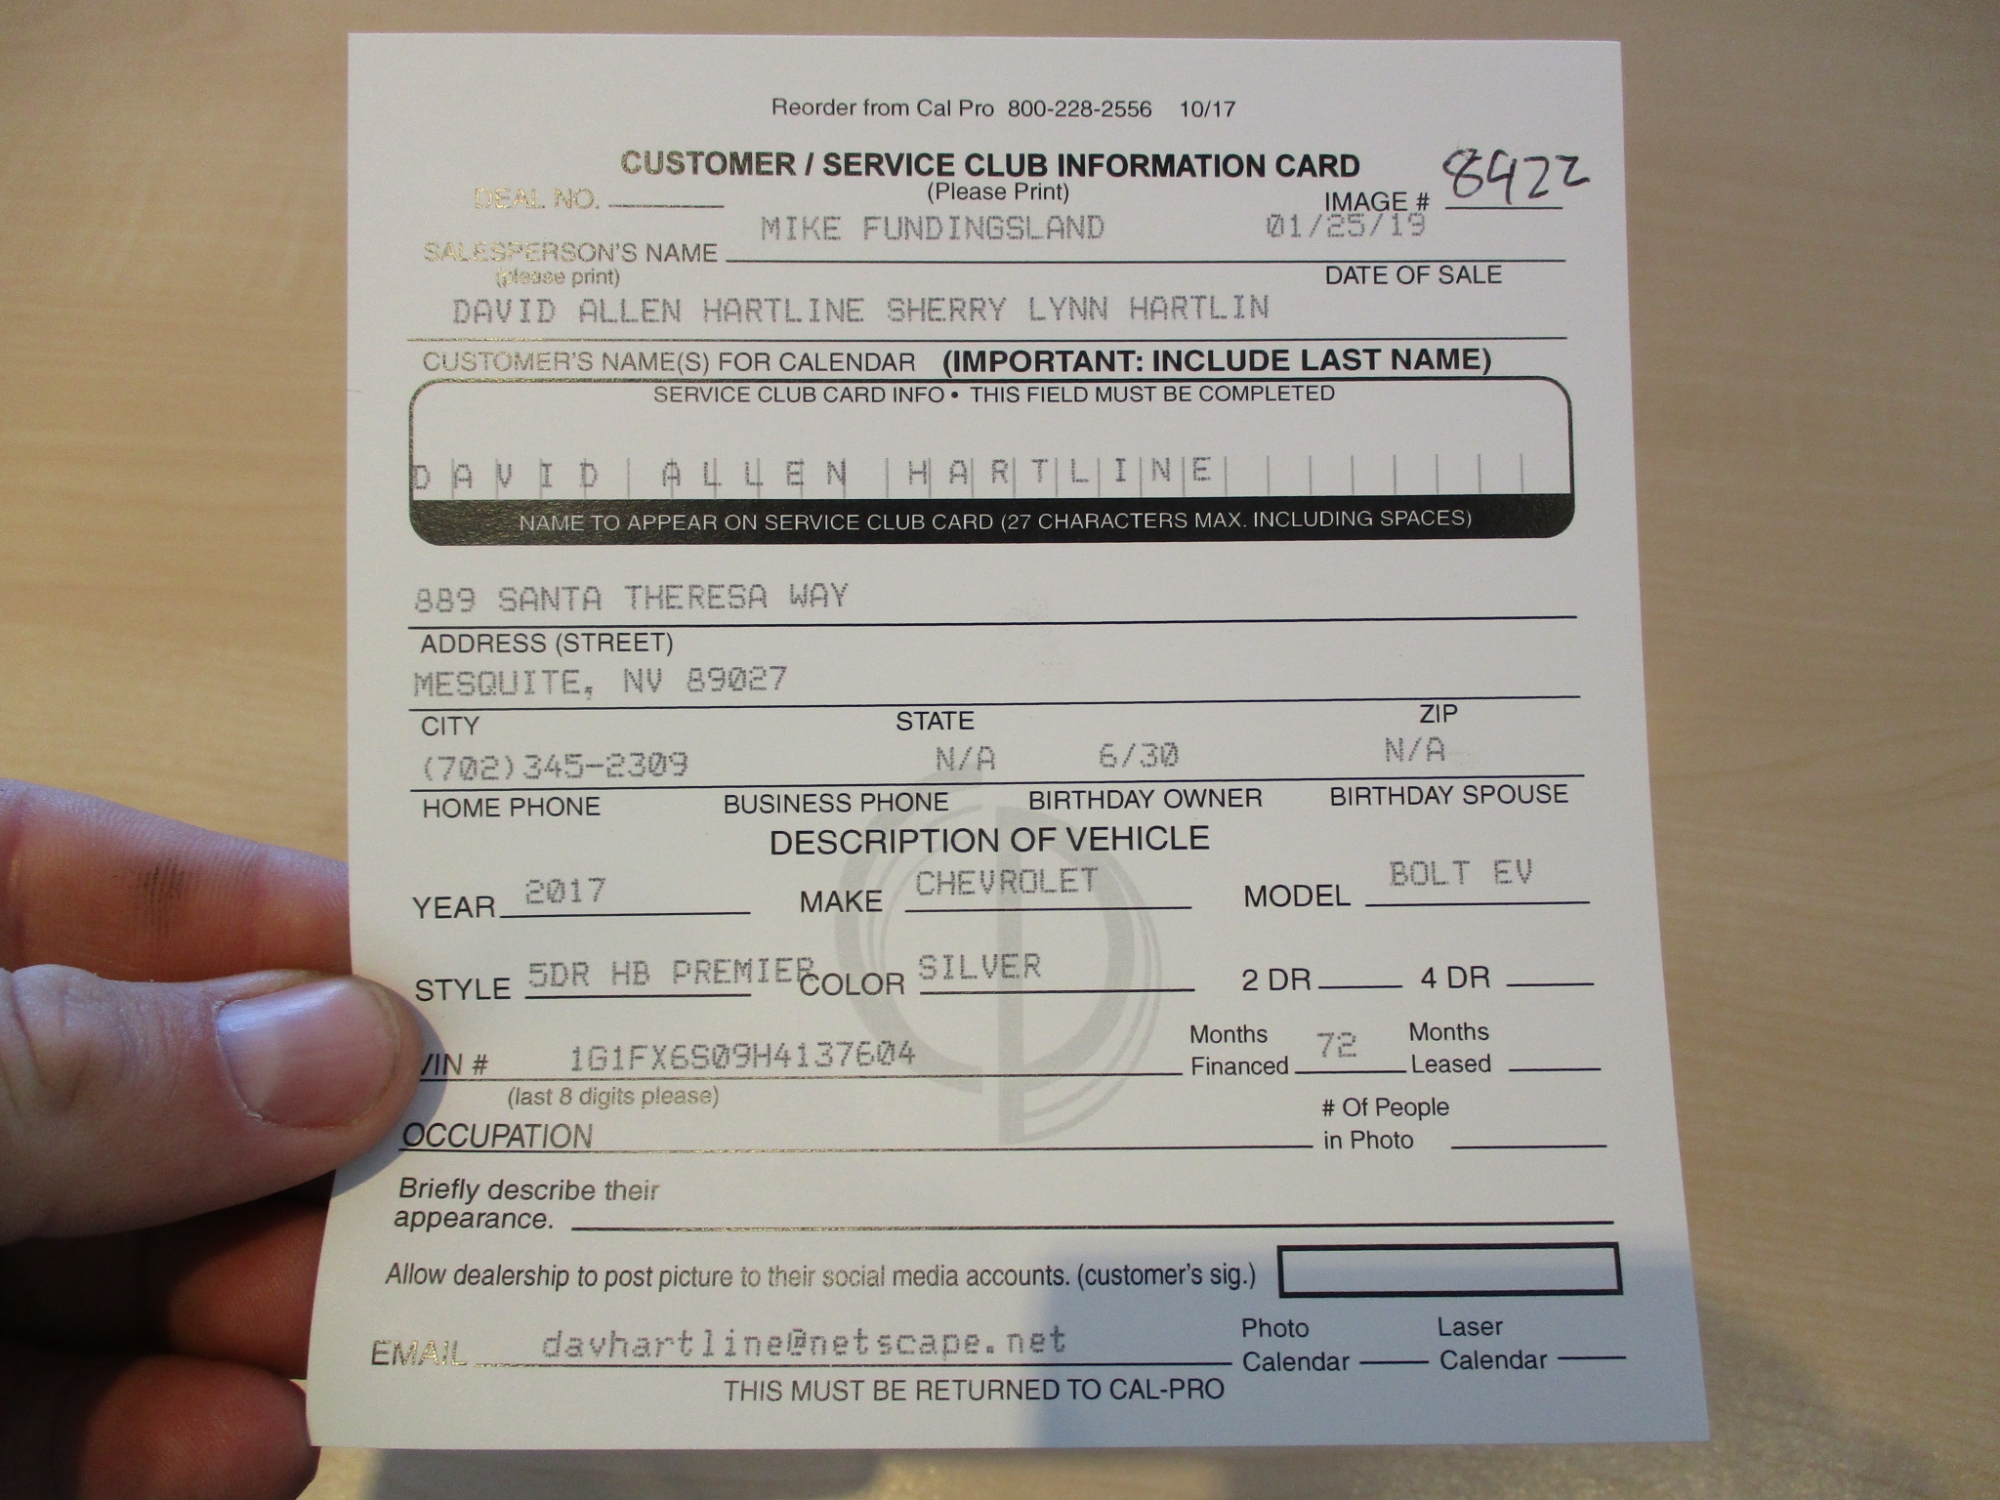 Reorder from Cal Pro 800-228-2556 10/17
CUSTOMER / SERVICE CLUB INFORMATION CARD 8922
DEAL NO. (Please Print) IMAGE #
MIKE FUNDINGSLAND 01/25/19
SALESPERSON'S NAME
(please print) DATE OF SALE
DAVID ALLEN HARTLINE SHERRY LYNN HARTLIN
CUSTOMER'S NAME(S) FOR CALENDAR (IMPORTANT: INCLUDE LAST NAME)
SERVICE CLUB CARD INFO • THIS FIELD MUST BE COMPLETED
DAVID ALLEN HARTLINE
NAME TO APPEAR ON SERVICE CLUB CARD (27 CHARACTERS MAX. INCLUDING SPACES)
889 SANTA THERESA WAY
ADDRESS (STREET)
MESQUITE, NV 89027
CITY STATE ZIP
(702)345-2309 N/A 6/30 N/A
HOME PHONE BUSINESS PHONE BIRTHDAY OWNER BIRTHDAY SPOUSE
DESCRIPTION OF VEHICLE
YEAR 2017 MAKE CHEVROLET MODEL BOLT EV
STYLE 5DR HB PREMIER COLOR SILVER 2 DR 4 DR
VIN # 1G1FX6S09H4137604 Months Financed 72 Months Leased
(last 8 digits please)
OCCUPATION # Of People in Photo
Briefly describe their
appearance.
Allow dealership to post picture to their social media accounts. (customer's sig.)
EMAIL davhartline@netscape.net Photo Calendar Laser Calendar
THIS MUST BE RETURNED TO CAL-PRO